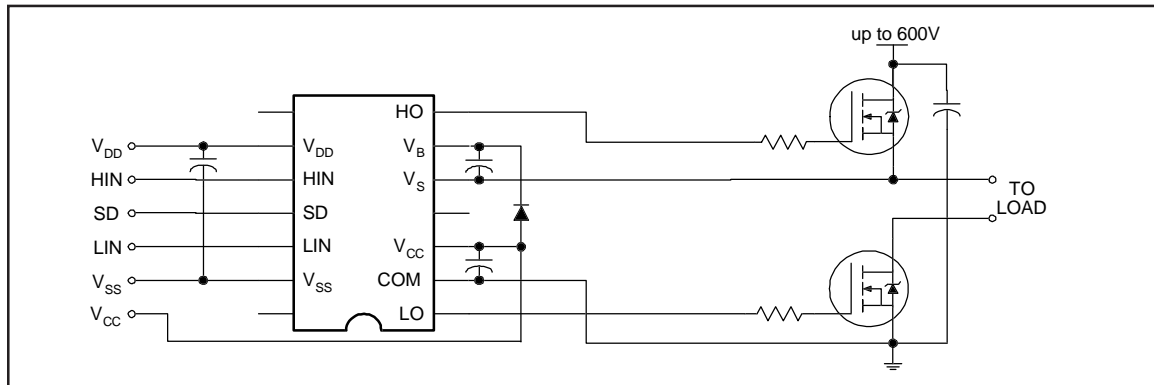 up to 600V
HO
V_DD V_DD V_B
HIN HIN V_S
SD SD
TO
LOAD
LIN LIN V_CC
V_SS V_SS COM
V_CC LO